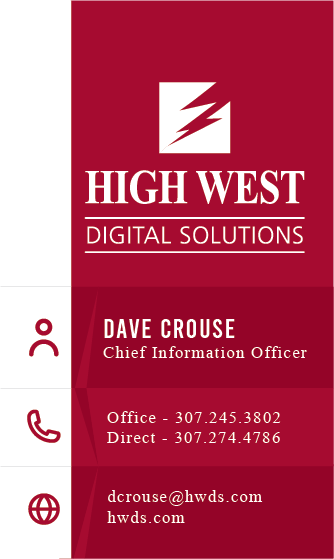 HIGH WEST
DIGITAL SOLUTIONS
DAVE CROUSE
Chief Information Officer
Office - 307.245.3802
Direct - 307.274.4786
dcrouse@hwds.com
hwds.com